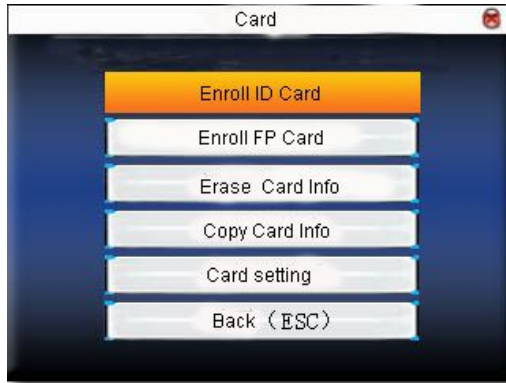 Card
Enroll ID Card
Enroll FP Card
Erase Card Info
Copy Card Info
Card setting
Back （ESC）